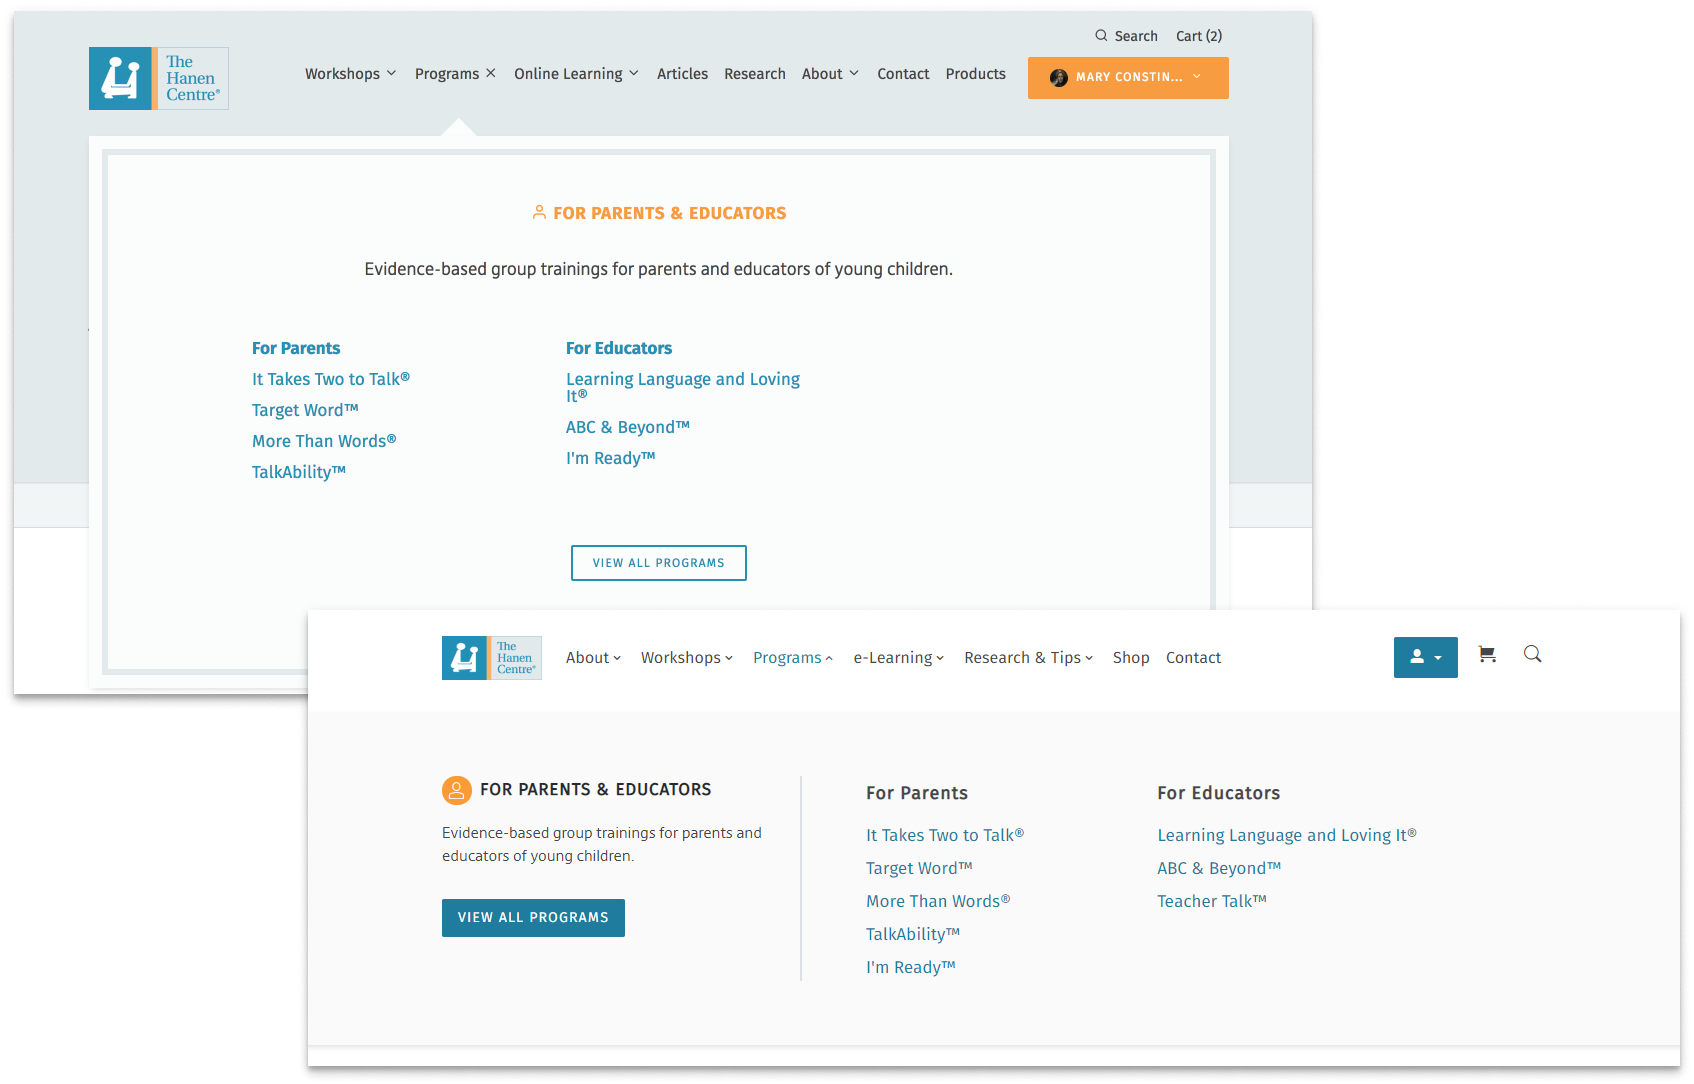 Search Cart (2)
The
Hanen
Centre®
Workshops Programs Online Learning Articles Research About Contact Products
MARY CONSTIN...
FOR PARENTS & EDUCATORS
Evidence-based group trainings for parents and educators of young children.
For Parents
It Takes Two to Talk®
Target Word™
More Than Words®
TalkAbility™
For Educators
Learning Language and Loving
It®
ABC & Beyond™
I'm Ready™
VIEW ALL PROGRAMS
The
Hanen
Centre®
About Workshops Programs e-Learning Research & Tips Shop Contact
FOR PARENTS & EDUCATORS
Evidence-based group trainings for parents and
educators of young children.
VIEW ALL PROGRAMS
For Parents
It Takes Two to Talk®
Target Word™
More Than Words®
TalkAbility™
I'm Ready™
For Educators
Learning Language and Loving It®
ABC & Beyond™
Teacher Talk™